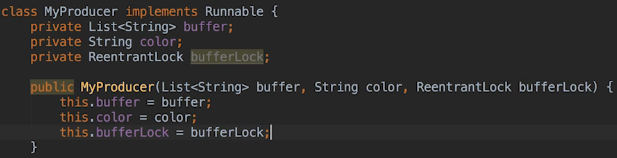 class MyProducer implements Runnable {
private List<String> buffer;
private String color;
private ReentrantLock bufferLock;
public MyProducer(List<String> buffer, String color, ReentrantLock bufferLock) {
this.buffer = buffer;
this.color = color;
this.bufferLock = bufferLock;
}